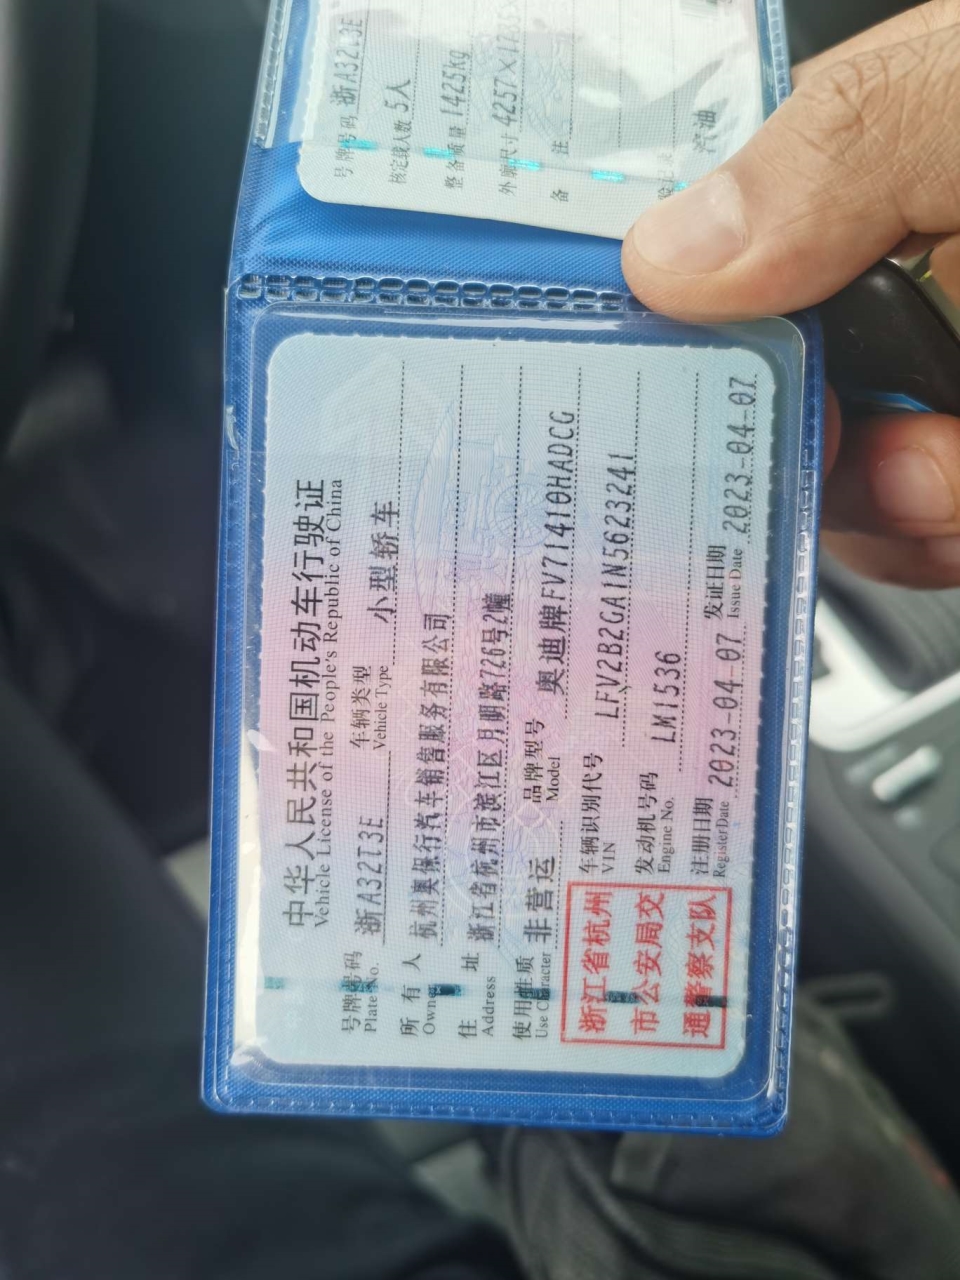 中华人民共和国机动车行驶证
Vehicle License of the People's Republic of China
号牌号码 浙A32T3E 车辆类型 小型轿车
Plate No. Vehicle Type
所有人 杭州奥保行汽车销售服务有限公司
Owner
住址 浙江省杭州市滨江区月明路726号2幢
Address
使用性质 非营运 品牌型号 奥迪牌FV71410HADCG
Use Character Model
浙江省杭州
市公安局交
通警察支队
车辆识别代号 LFV2B2GA1N5623241
VIN
发动机号码 LM1536
Engine No.
注册日期 2023-04-07 发证日期 2023-04-07
Register Date Issue Date
号牌号码 浙A32T3E
核定载人数 5人
整备质量 1425kg
外廓尺寸 4257×
备注
汽油